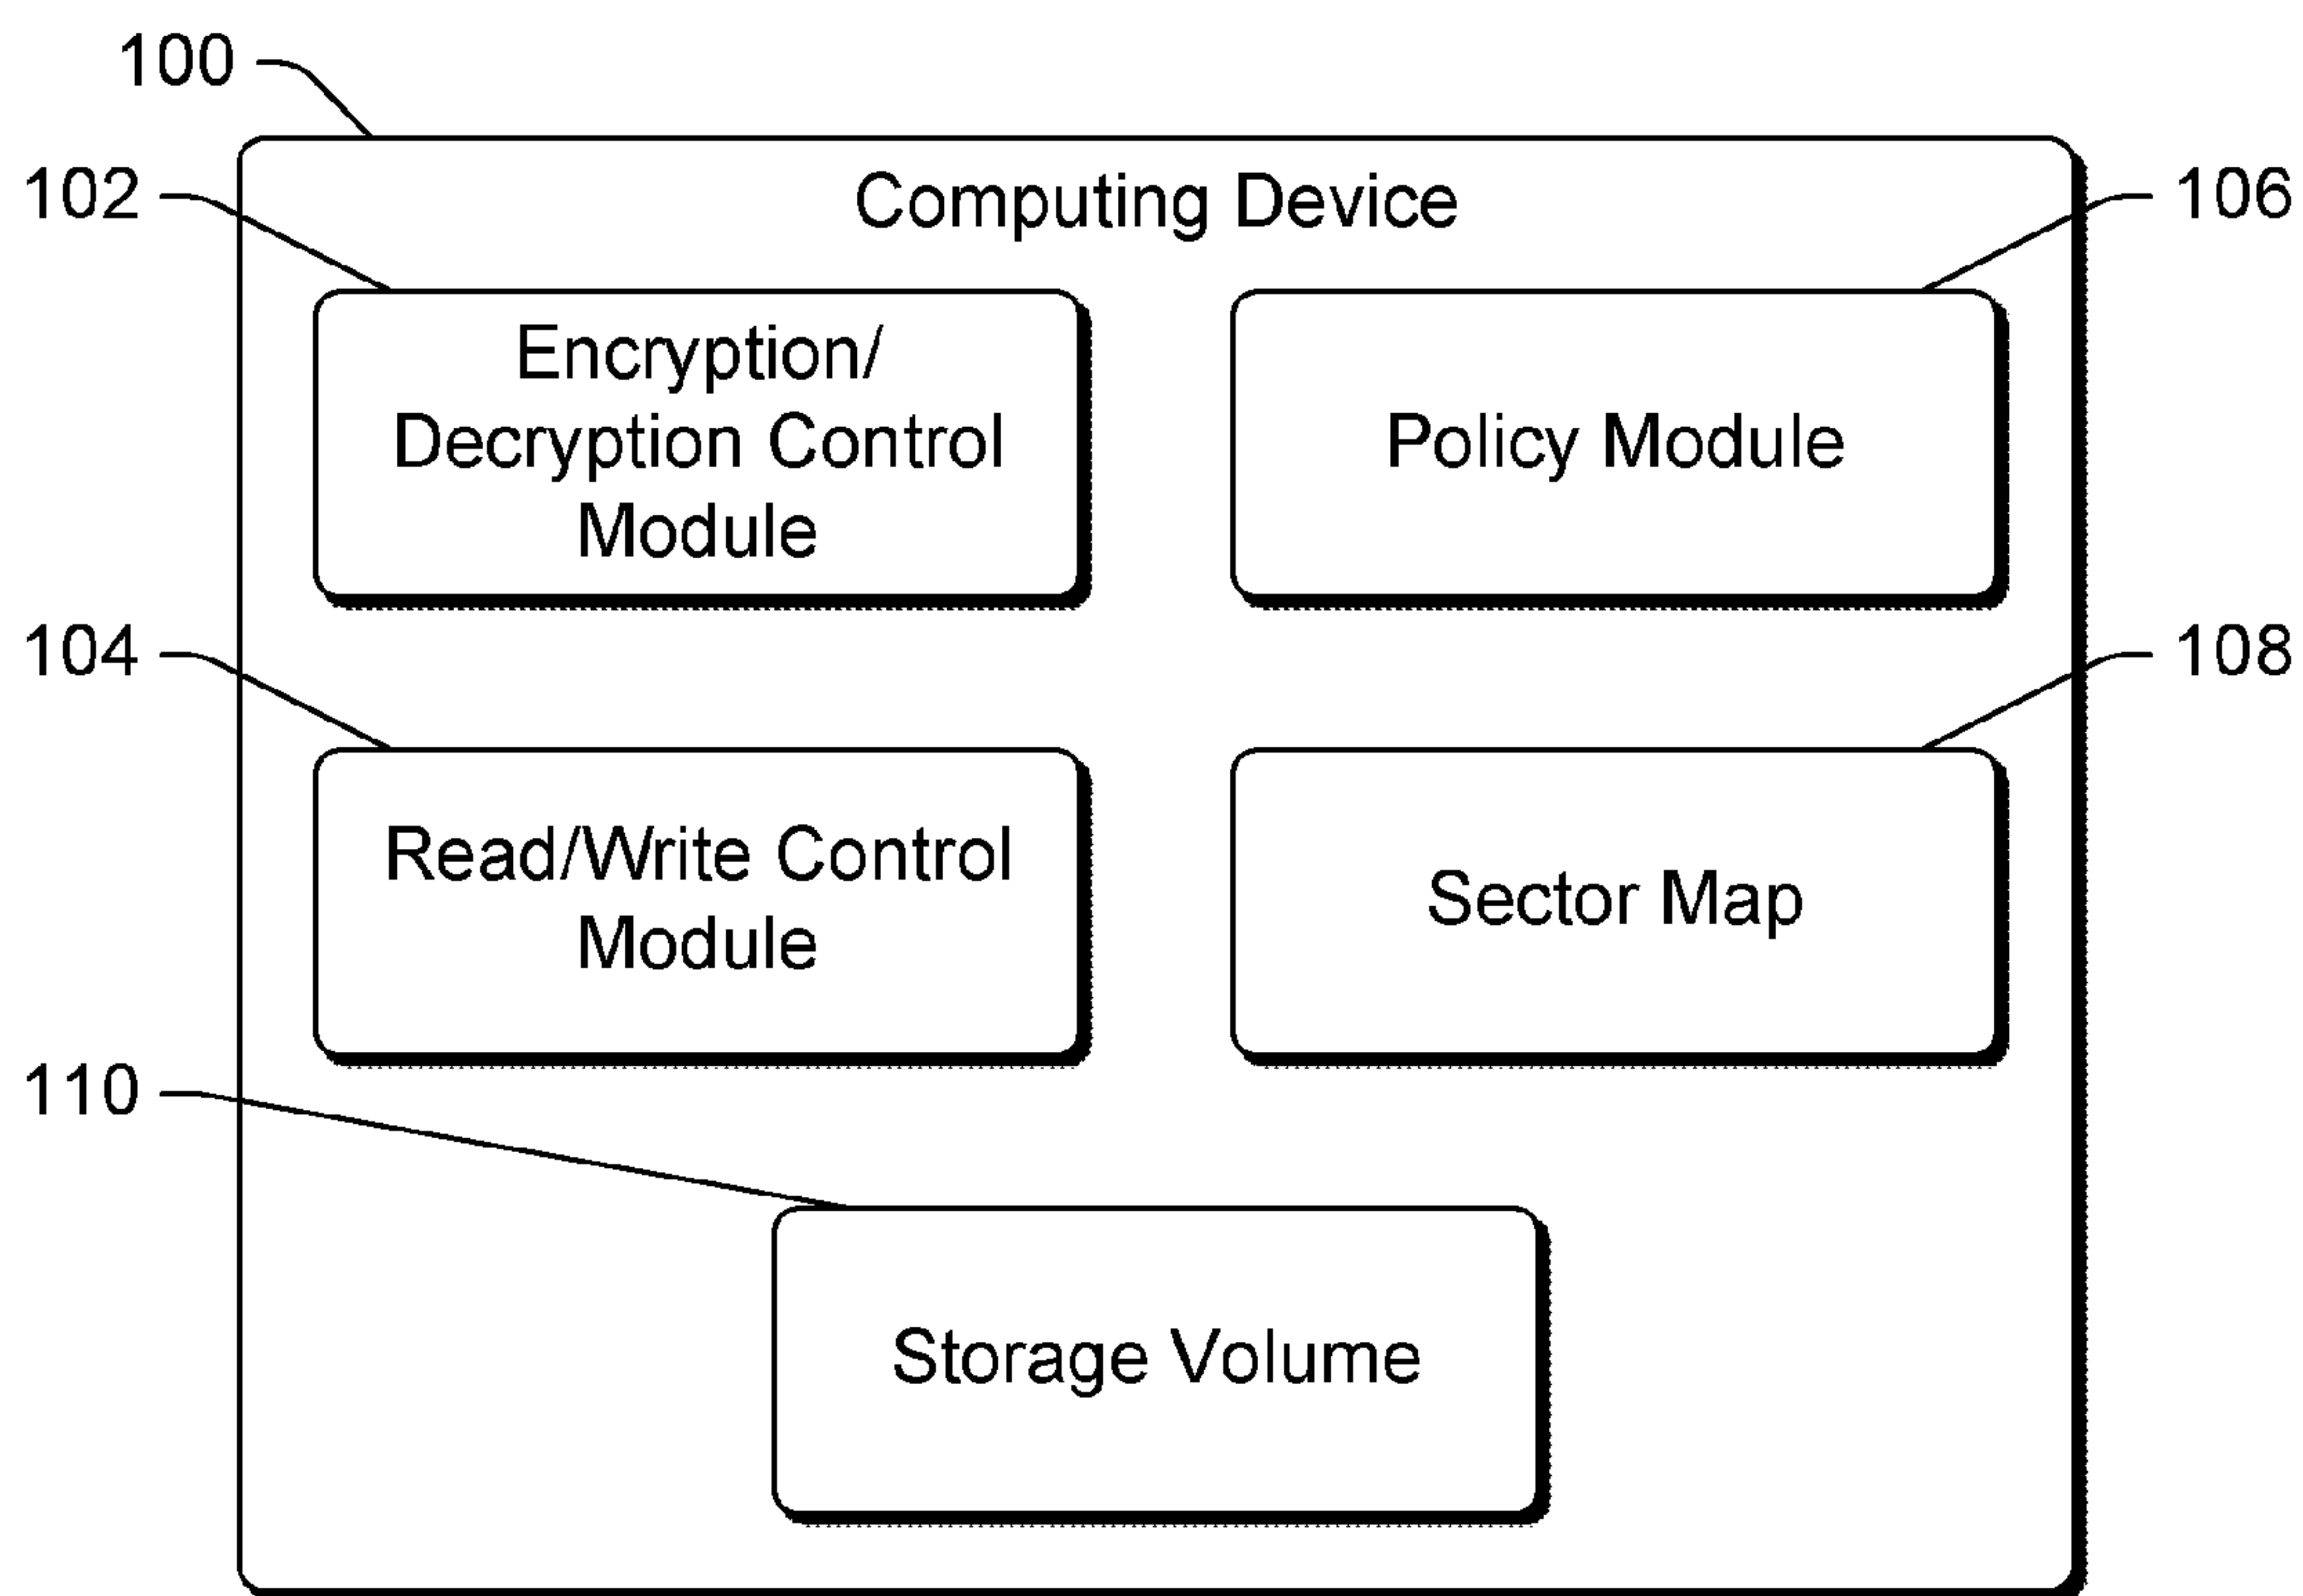 100
Computing Device
102
106
Encryption/
Decryption Control
Module
Policy Module
104
108
Read/Write Control
Module
Sector Map
110
Storage Volume